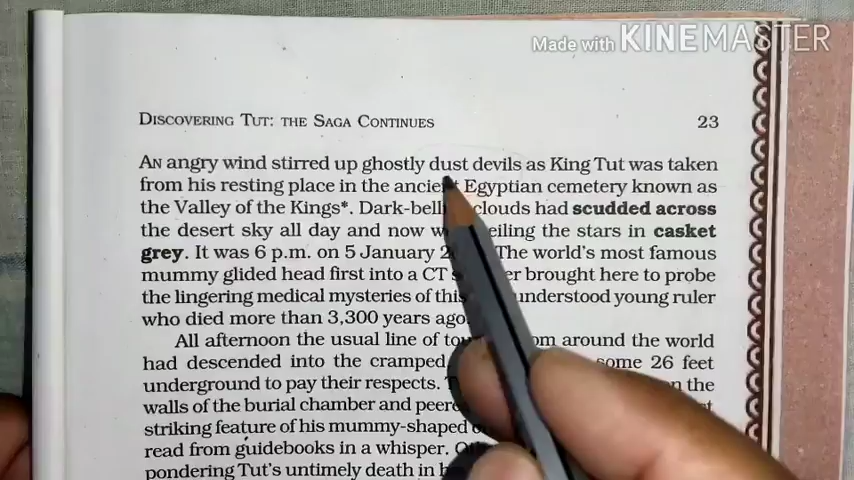 Made with KINEMASTER
DISCOVERING TUT: THE SAGA CONTINUES 23
AN angry wind stirred up ghostly dust devils as King Tut was taken
from his resting place in the ancient Egyptian cemetery known as
the Valley of the Kings*. Dark-belli clouds had scudded across
the desert sky all day and now w veiling the stars in casket
grey. It was 6 p.m. on 5 January 2 The world's most famous
mummy glided head first into a CT s er brought here to probe
the lingering medical mysteries of this understood young ruler
who died more than 3,300 years ago
All afternoon the usual line of tou om around the world
had descended into the cramped some 26 feet
underground to pay their respects. T on the
walls of the burial chamber and peere
striking feature of his mummy-shaped
read from guidebooks in a whisper.
pondering Tut's untimely death in h